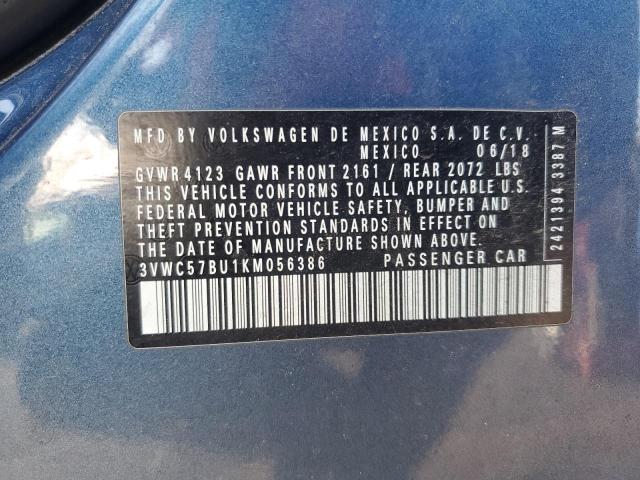 MFD BY VOLKSWAGEN DE MEXICO S.A. DE C.V.
MEXICO 06/18
GVWR 4123 GAWR FRONT 2161 / REAR 2072 LBS
THIS VEHICLE CONFORMS TO ALL APPLICABLE U.S.
FEDERAL MOTOR VEHICLE SAFETY, BUMPER AND
THEFT PREVENTION STANDARDS IN EFFECT ON
THE DATE OF MANUFACTURE SHOWN ABOVE.
3VWC57BU1KM056386 PASSENGER CAR
2421394 3387 M